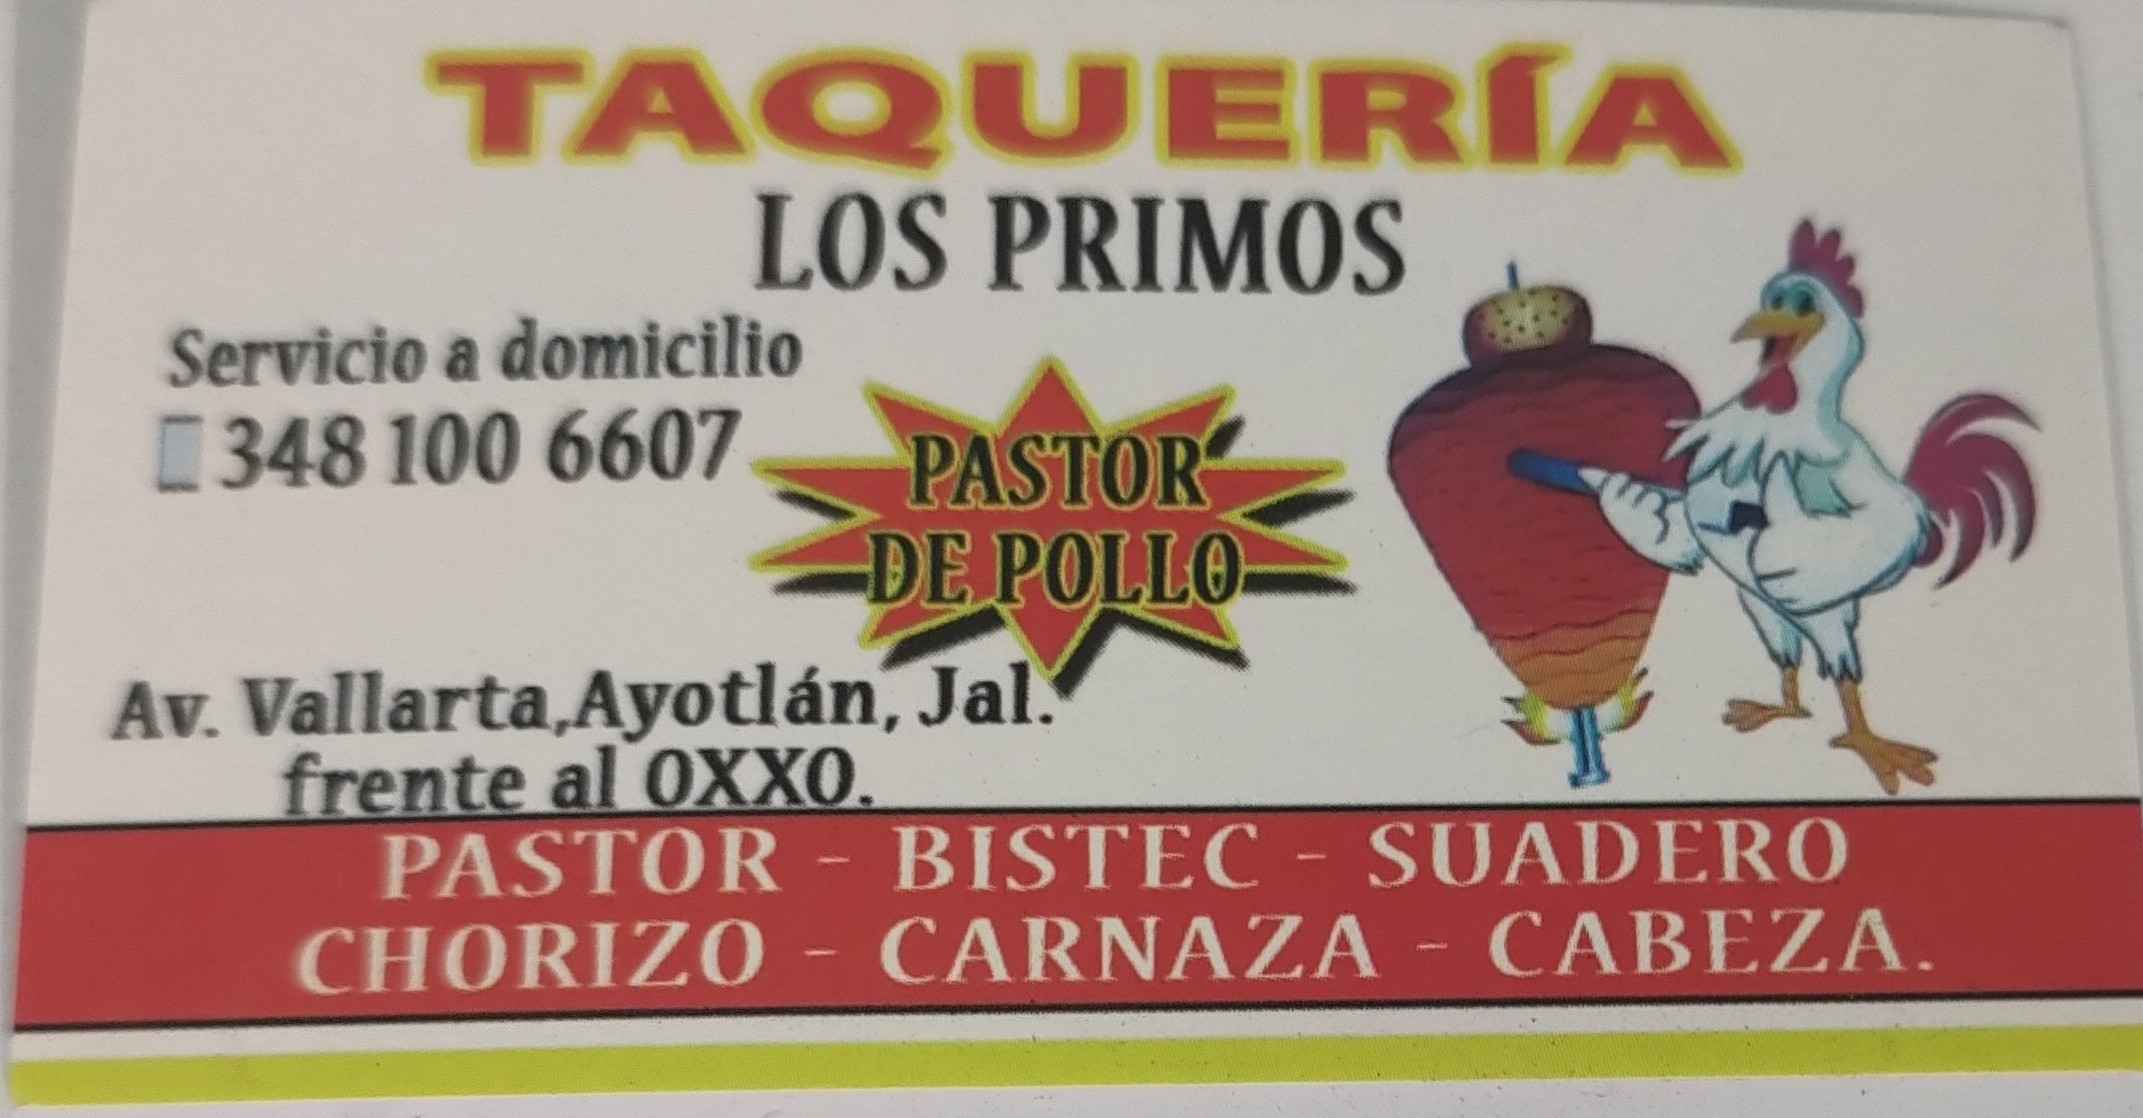 TAQUERÍA
LOS PRIMOS
Servicio a domicilio
348 100 6607
PASTOR
DE POLLO
Av. Vallarta,Ayotlán, Jal.
frente al OXXO.
PASTOR - BISTEC - SUADERO
CHORIZO - CARNAZA - CABEZA.